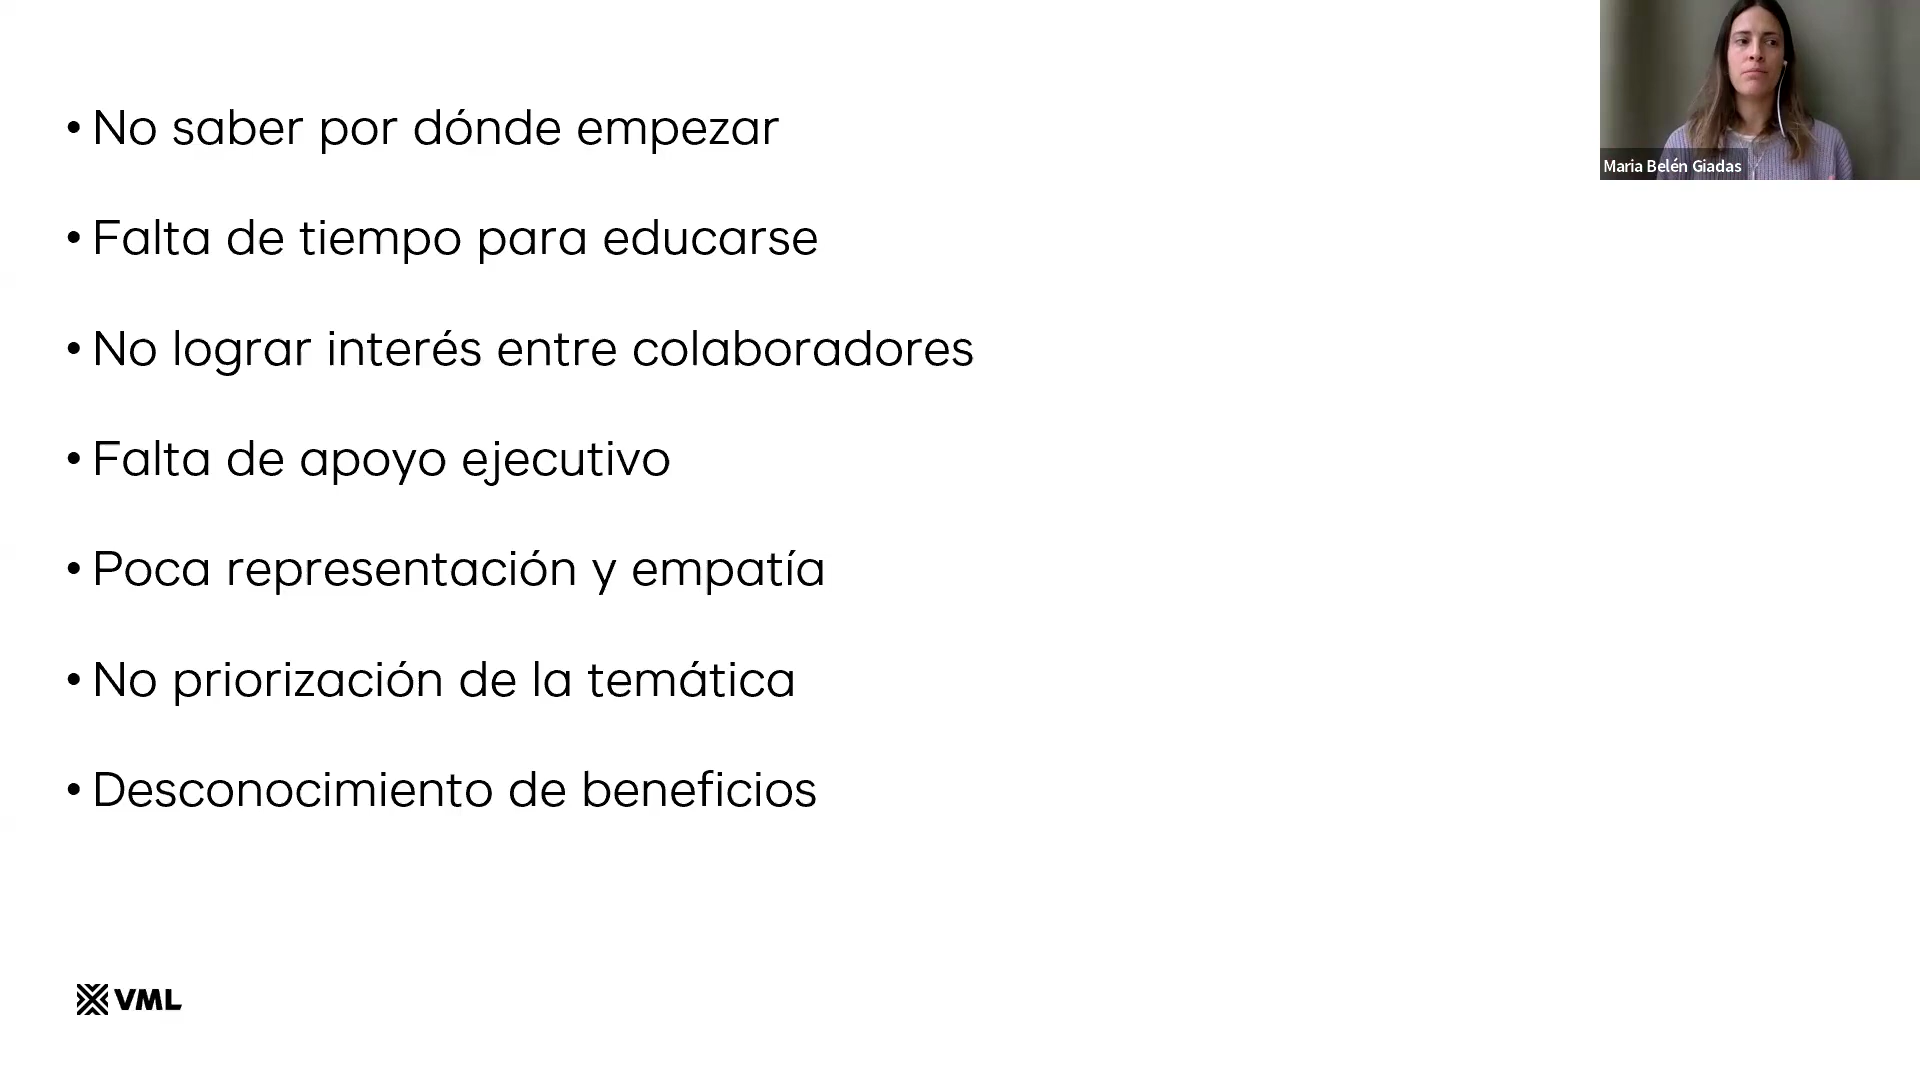 • No saber por dónde empezar
• Falta de tiempo para educarse
• No lograr interés entre colaboradores
• Falta de apoyo ejecutivo
• Poca representación y empatía
• No priorización de la temática
• Desconocimiento de beneficios
Maria Belén Giadas
VML